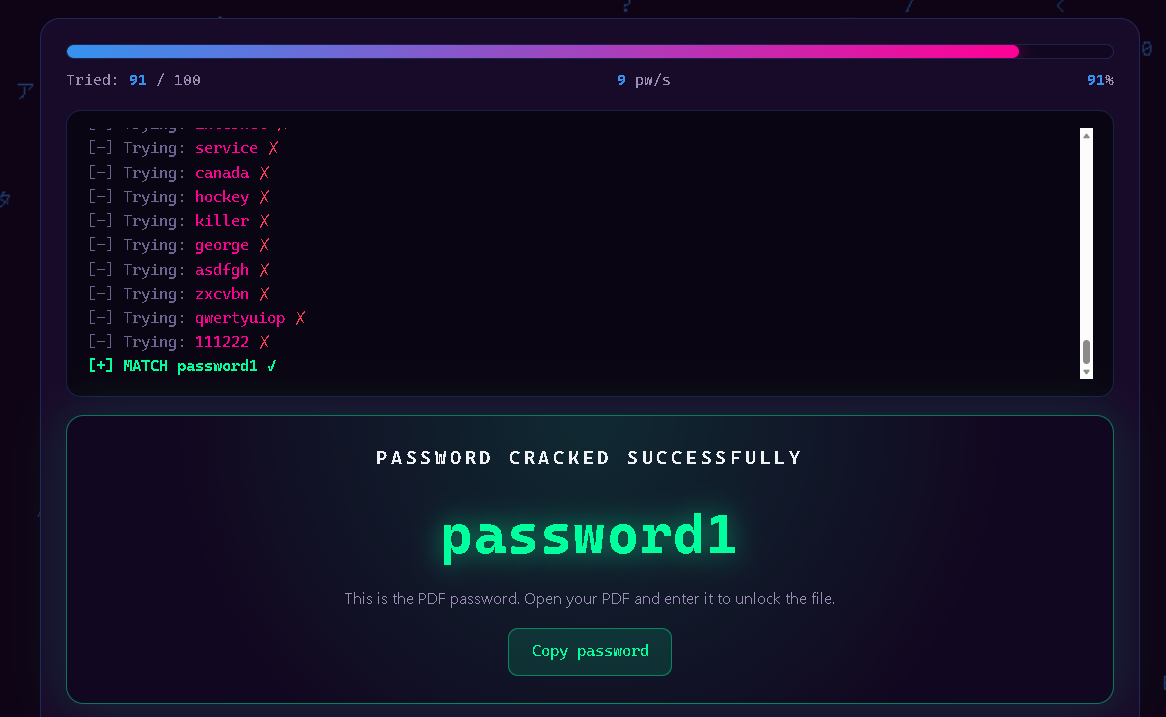 Tried: 91 / 100
9 pw/s
91%
[-] Trying: service ✗
[-] Trying: canada ✗
[-] Trying: hockey ✗
[-] Trying: killer ✗
[-] Trying: george ✗
[-] Trying: asdfgh ✗
[-] Trying: zxcvbn ✗
[-] Trying: qwertyuiop ✗
[-] Trying: 111222 ✗
[+] MATCH password1 ✓
PASSWORD CRACKED SUCCESSFULLY
password1
This is the PDF password. Open your PDF and enter it to unlock the file.
Copy password